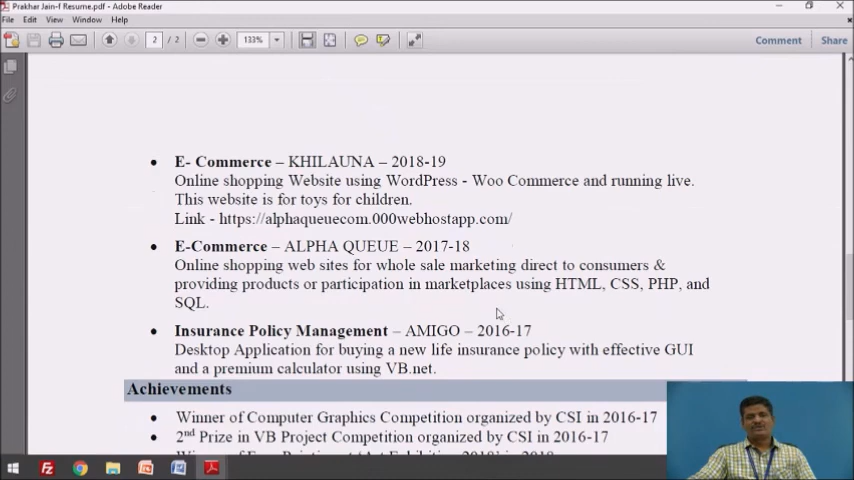 Prakhar Jain-f Resume.pdf - Adobe Reader
File Edit View Window Help
2 / 2 133% Comment Share
• E- Commerce – KHILAUNA – 2018-19
Online shopping Website using WordPress - Woo Commerce and running live.
This website is for toys for children.
Link - https://alphaqueuecom.000webhostapp.com/
• E-Commerce – ALPHA QUEUE – 2017-18
Online shopping web sites for whole sale marketing direct to consumers &
providing products or participation in marketplaces using HTML, CSS, PHP, and
SQL.
• Insurance Policy Management – AMIGO – 2016-17
Desktop Application for buying a new life insurance policy with effective GUI
and a premium calculator using VB.net.
Achievements
• Winner of Computer Graphics Competition organized by CSI in 2016-17
• 2nd Prize in VB Project Competition organized by CSI in 2016-17